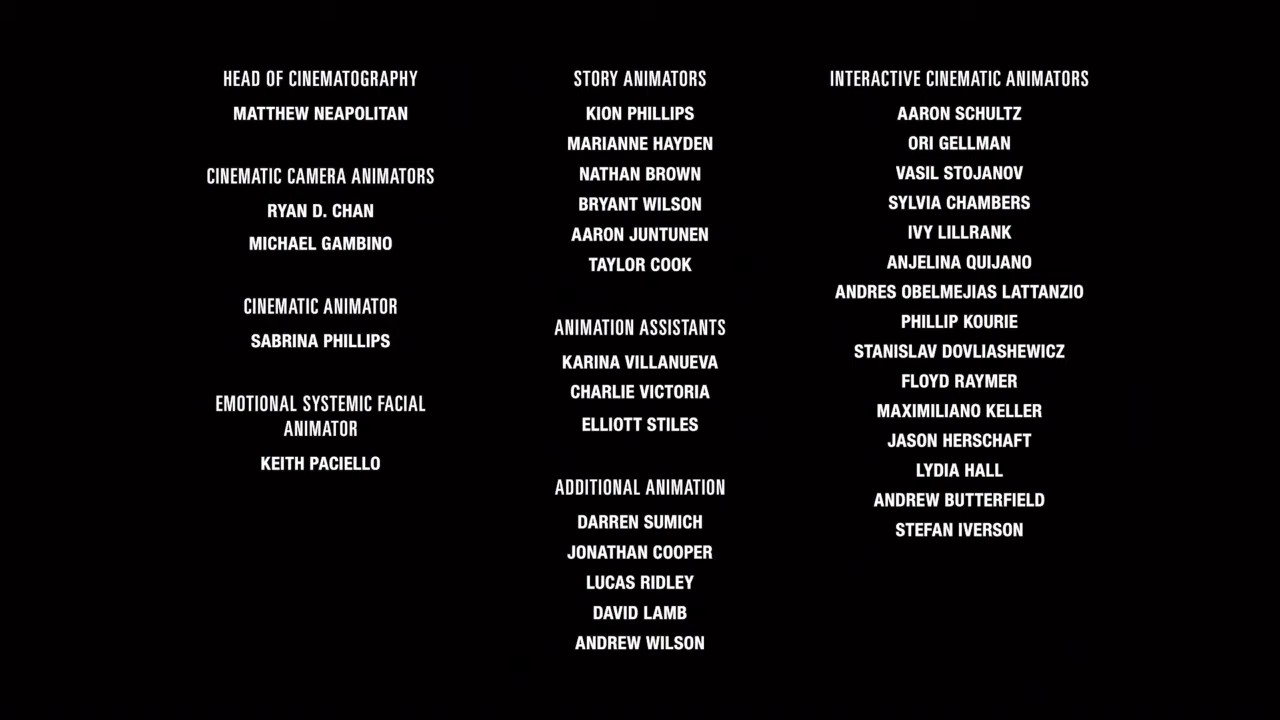 HEAD OF CINEMATOGRAPHY
MATTHEW NEAPOLITAN
CINEMATIC CAMERA ANIMATORS
RYAN D. CHAN
MICHAEL GAMBINO
CINEMATIC ANIMATOR
SABRINA PHILLIPS
EMOTIONAL SYSTEMIC FACIAL
ANIMATOR
KEITH PACIELLO
STORY ANIMATORS
KION PHILLIPS
MARIANNE HAYDEN
NATHAN BROWN
BRYANT WILSON
AARON JUNTUNEN
TAYLOR COOK
ANIMATION ASSISTANTS
KARINA VILLANUEVA
CHARLIE VICTORIA
ELLIOTT STILES
ADDITIONAL ANIMATION
DARREN SUMICH
JONATHAN COOPER
LUCAS RIDLEY
DAVID LAMB
ANDREW WILSON
INTERACTIVE CINEMATIC ANIMATORS
AARON SCHULTZ
ORI GELLMAN
VASIL STOJANOV
SYLVIA CHAMBERS
IVY LILLRANK
ANJELINA QUIJANO
ANDRES OBELMEJIAS LATTANZIO
PHILLIP KOURIE
STANISLAV DOVLIASHEWICZ
FLOYD RAYMER
MAXIMILIANO KELLER
JASON HERSCHAFT
LYDIA HALL
ANDREW BUTTERFIELD
STEFAN IVERSON